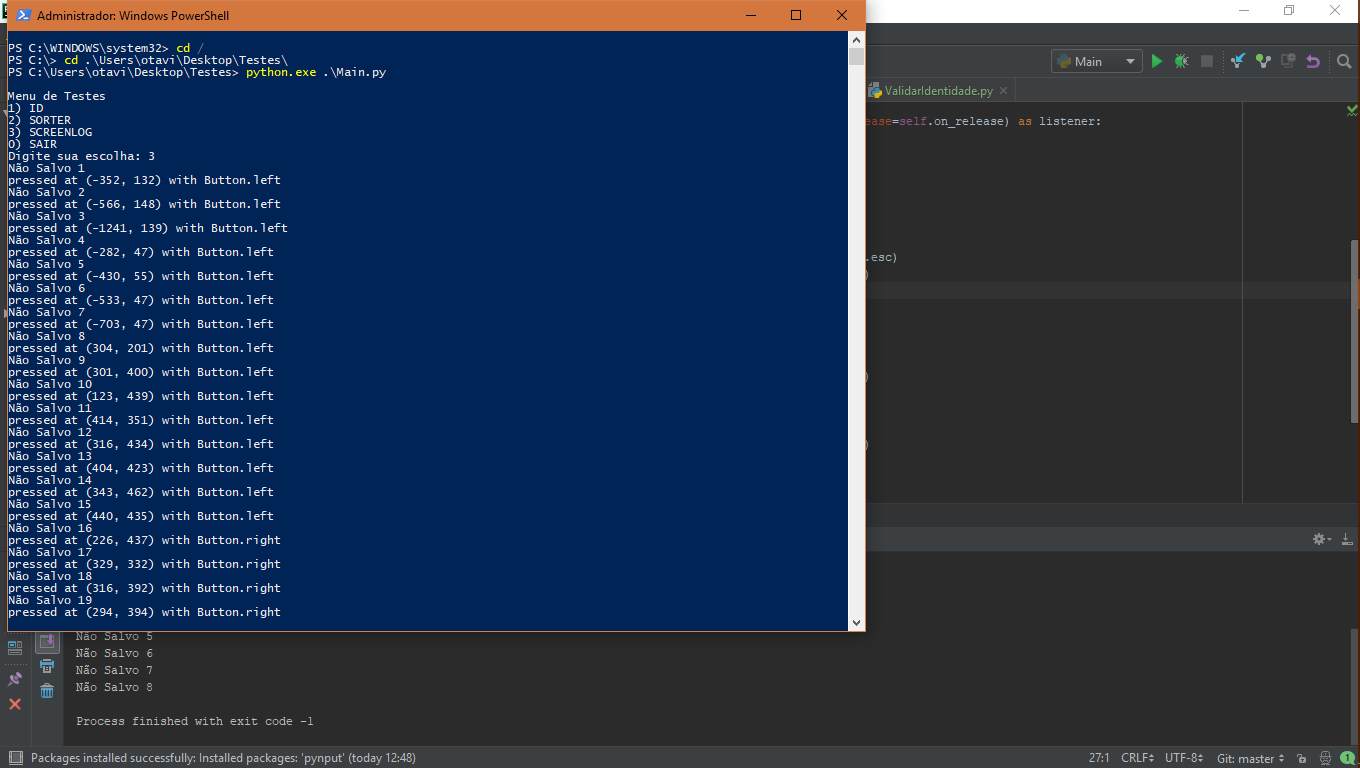 Administrador: Windows PowerShell
PS C:\WINDOWS\system32> cd /
PS C:\> cd .\Users\otavi\Desktop\Testes\
PS C:\Users\otavi\Desktop\Testes> python.exe .\Main.py
Menu de Testes
1) ID
2) SORTER
3) SCREENLOG
0) SAIR
Digite sua escolha: 3
Não Salvo 1
pressed at (-352, 132) with Button.left
Não Salvo 2
pressed at (-566, 148) with Button.left
Não Salvo 3
pressed at (-1241, 139) with Button.left
Não Salvo 4
pressed at (-282, 47) with Button.left
Não Salvo 5
pressed at (-430, 55) with Button.left
Não Salvo 6
pressed at (-533, 47) with Button.left
Não Salvo 7
pressed at (-703, 47) with Button.left
Não Salvo 8
pressed at (304, 201) with Button.left
Não Salvo 9
pressed at (301, 400) with Button.left
Não Salvo 10
pressed at (123, 439) with Button.left
Não Salvo 11
pressed at (414, 351) with Button.left
Não Salvo 12
pressed at (316, 434) with Button.left
Não Salvo 13
pressed at (404, 423) with Button.left
Não Salvo 14
pressed at (343, 462) with Button.left
Não Salvo 15
pressed at (440, 435) with Button.left
Não Salvo 16
pressed at (226, 437) with Button.right
Não Salvo 17
pressed at (329, 332) with Button.right
Não Salvo 18
pressed at (316, 392) with Button.right
Não Salvo 19
pressed at (294, 394) with Button.right
Main
ValidarIdentidade.py
ease=self.on_release) as listener:
.esc)
)
)
)
Não Salvo 5
Não Salvo 6
Não Salvo 7
Não Salvo 8
Process finished with exit code -1
Packages installed successfully: Installed packages: 'pynput' (today 12:48)
27:1 CRLF UTF-8 Git: master 1